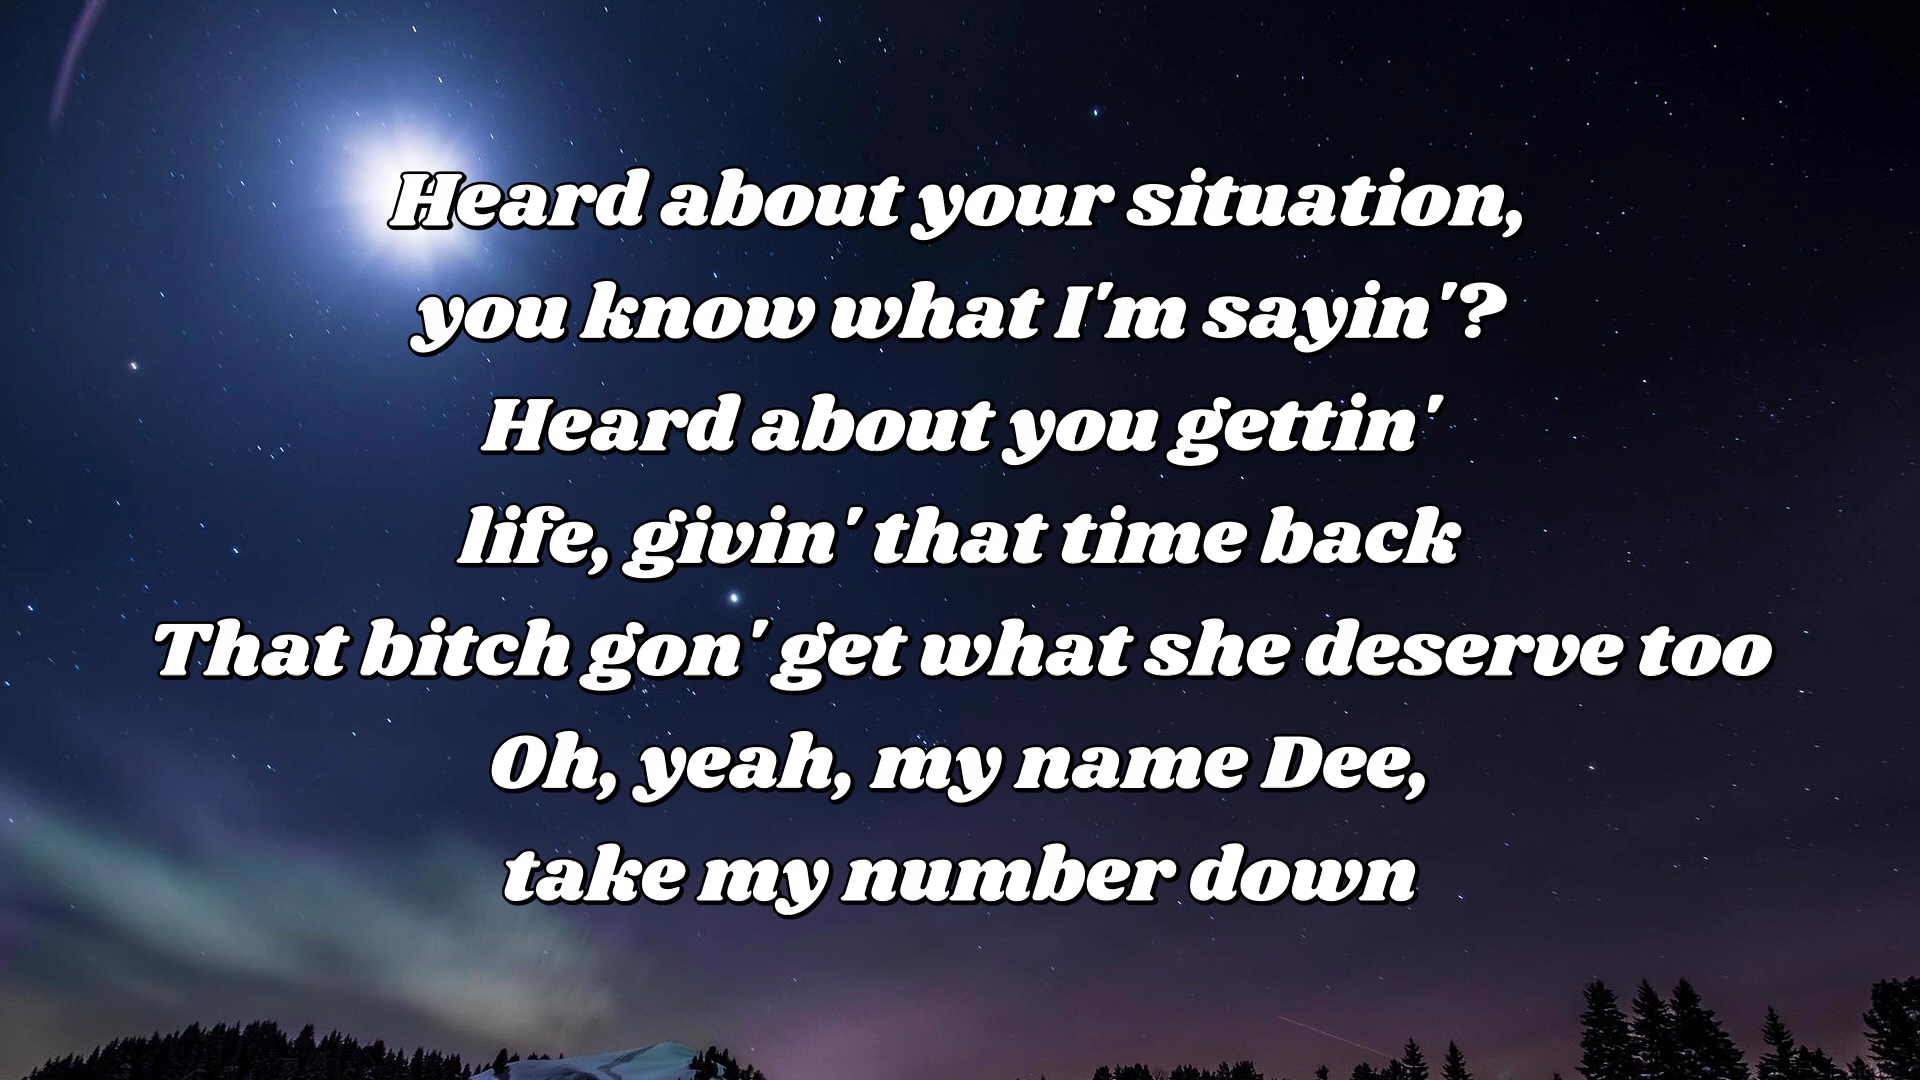 Heard about your situation,
you know what I'm sayin'?
Heard about you gettin'
life, givin' that time back
That bitch gon' get what she deserve too
Oh, yeah, my name Dee,
take my number down